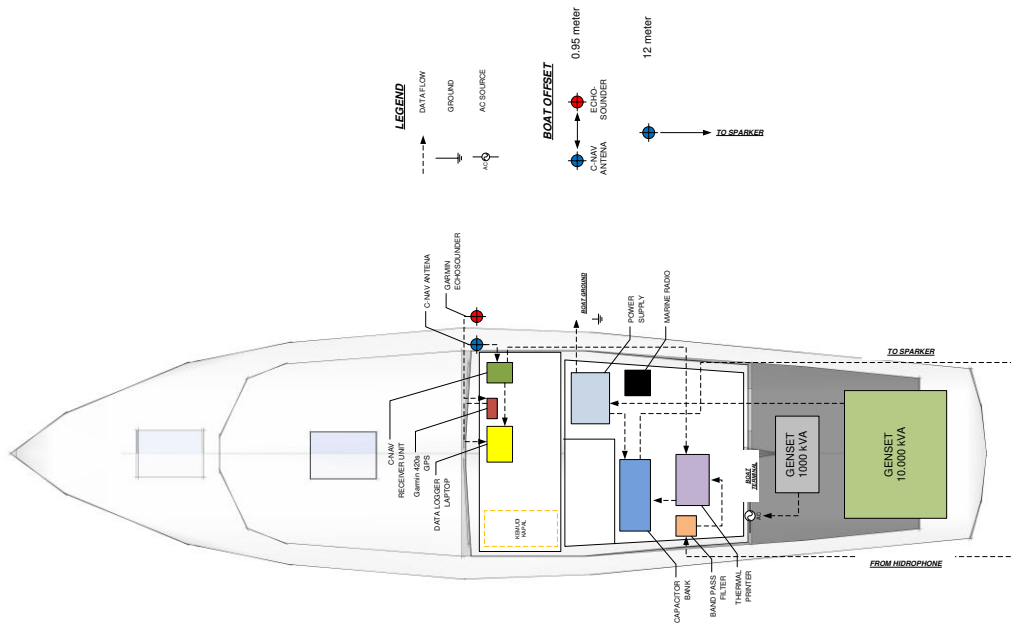 LEGEND
DATA FLOW
GROUND
AC SOURCE
AC
BOAT OFFSET
C-NAV
ANTENA
ECHO-
SOUNDER
0.95 meter
12 meter
TO SPARKER
C-NAV ANTENA
GARMIN
ECHOSOUNDER
BOAT GROUND
POWER
SUPPLY
MARINE RADIO
TO SPARKER
C-NAV
RECEIVER UNIT
Garmin 420s
GPS
DATA LOGGER
LAPTOP
KEMUDI
KAPAL
BOAT
TERMINAL
GENSET
1000 kVA
GENSET
10.000 kVA
AC
CAPACITOR
BANK
BAND PASS
FILTER
THERMAL
PRINTER
FROM HIDROPHONE